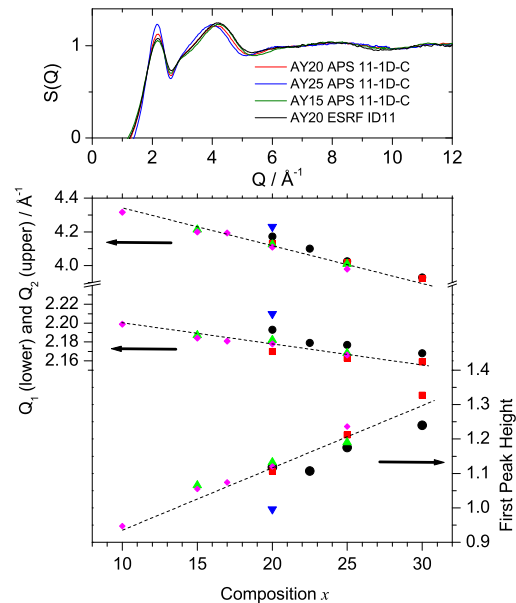 S(Q)
1
0
AY20 APS 11-1D-C
AY25 APS 11-1D-C
AY15 APS 11-1D-C
AY20 ESRF ID11
0 2 4 6 8 10 12
Q / Å⁻¹
Q₁ (lower) and Q₂ (upper) / Å⁻¹
4.4
4.2
4.0
2.20
2.18
2.16
1.4
1.3
1.2
1.1
1.0
0.9
First Peak Height
10 15 20 25 30
Composition x